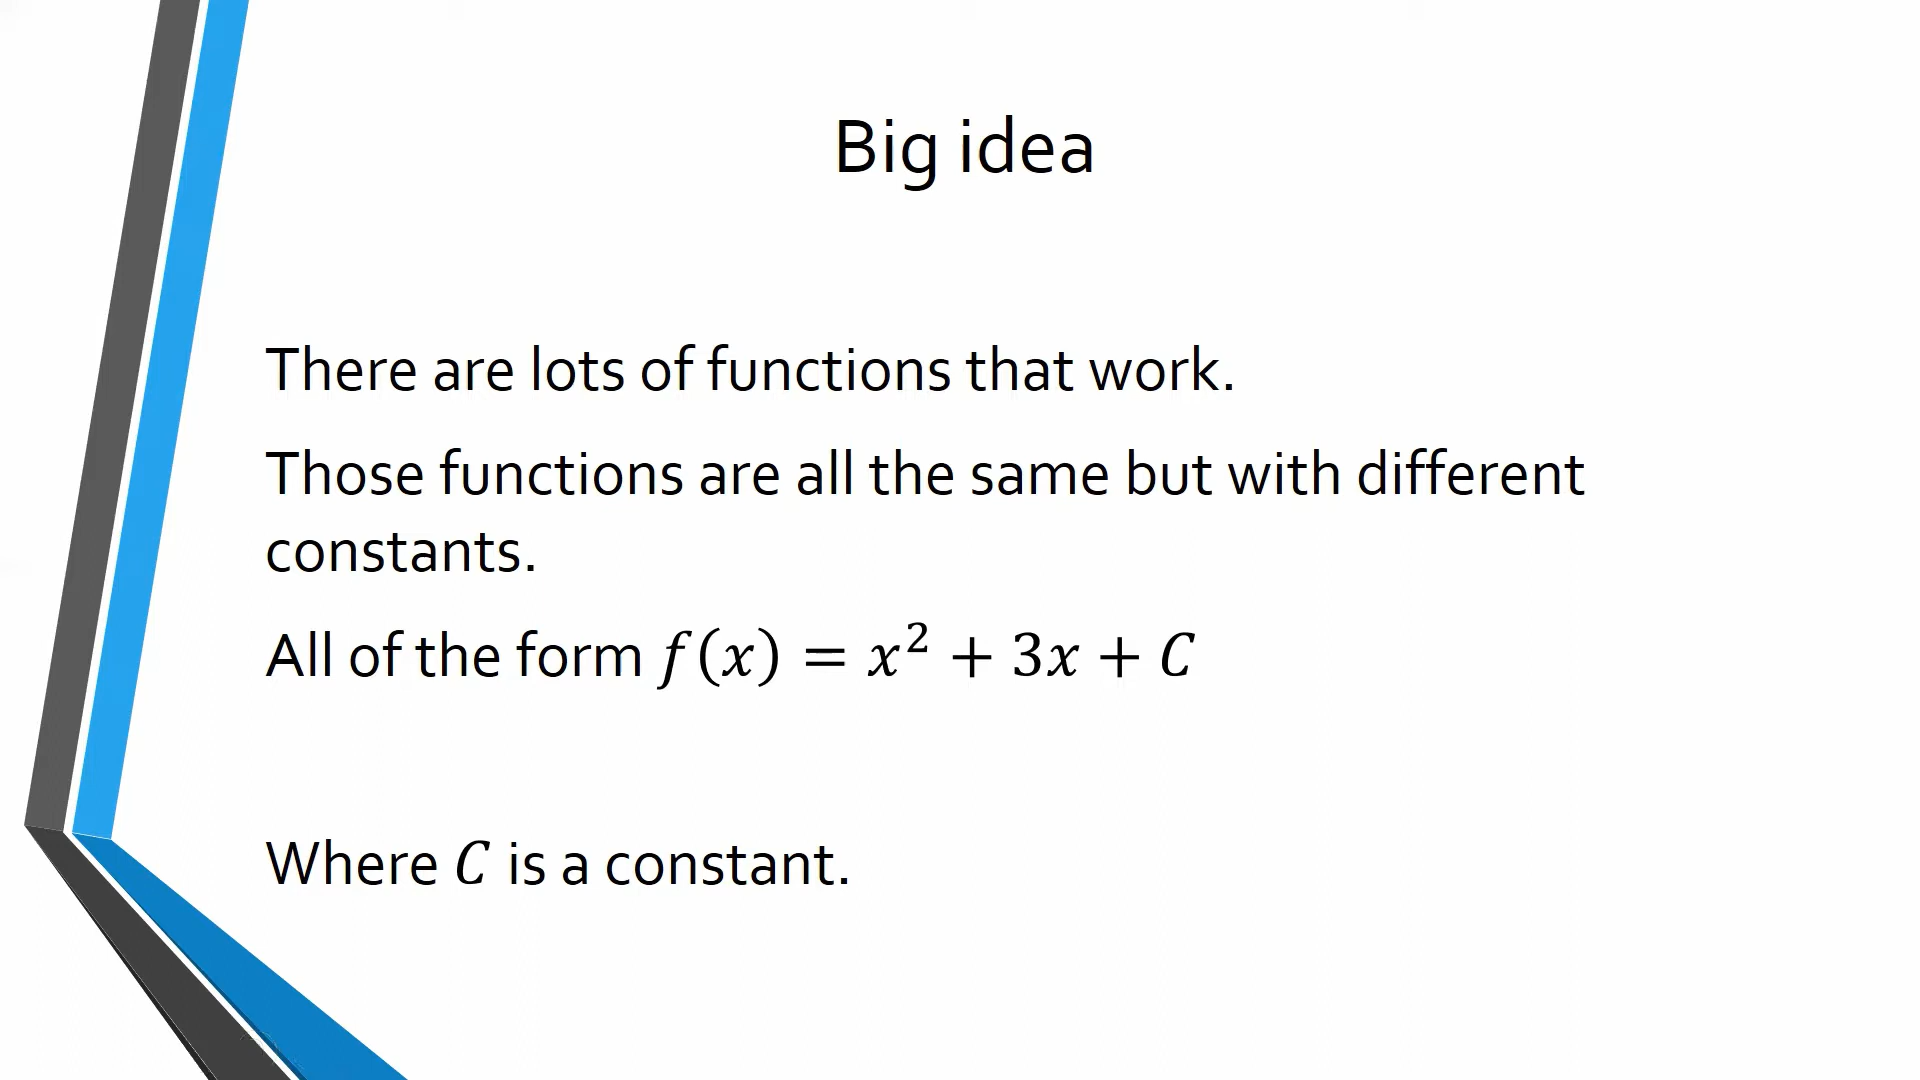 Big idea
There are lots of functions that work.
Those functions are all the same but with different
constants.
All of the form f(x) = x² + 3x + C
Where C is a constant.